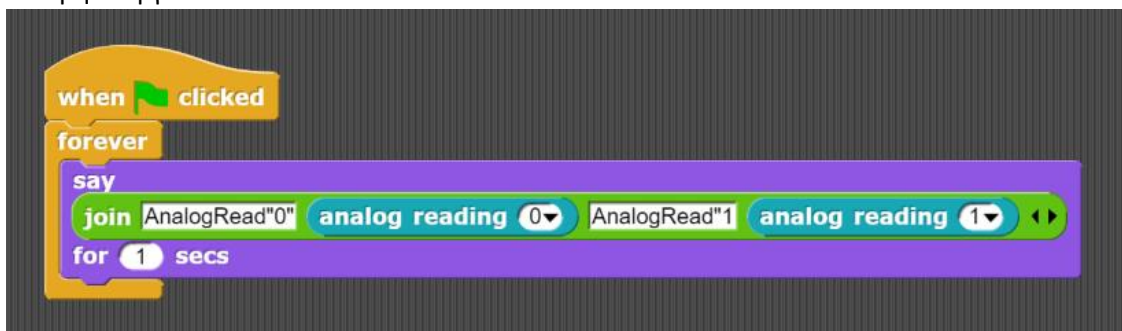 when clicked
forever
say
join AnalogRead"0" analog reading 0 AnalogRead"1 analog reading 1
for 1 secs